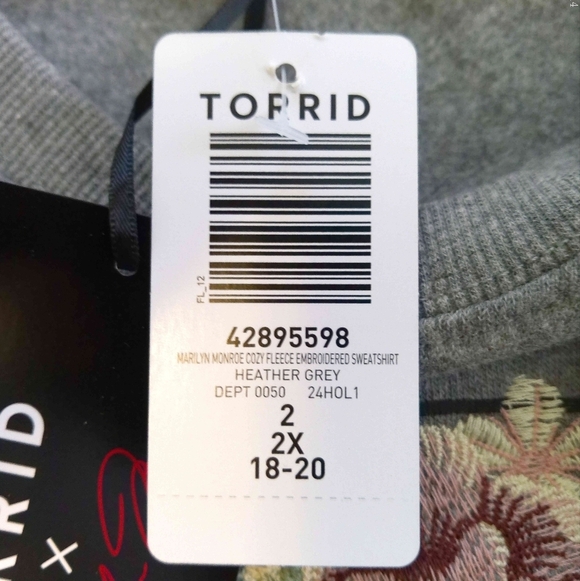 TORRID
FL_12
42895598
MARILYN MONROE COZY FLEECE EMBROIDERED SWEATSHIRT
HEATHER GREY
DEPT 0050 24HOL1
2
2X
18-20
RRID
X